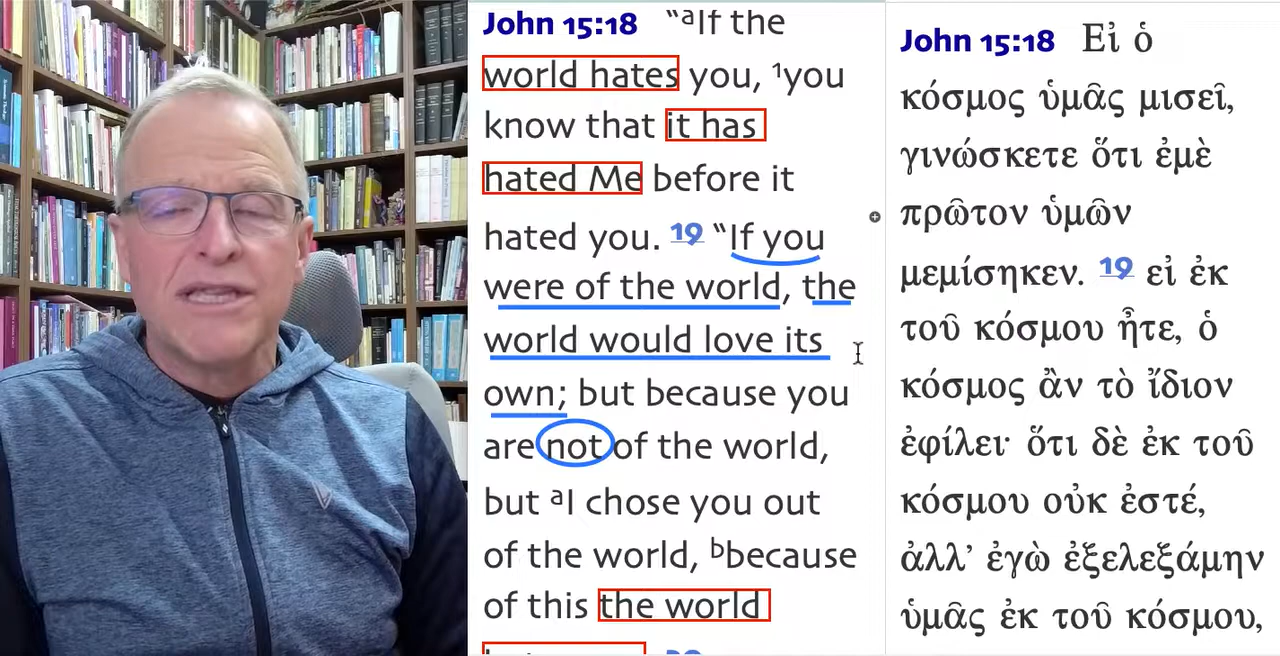 John 15:18 “ᵃIf the
world hates you, ¹you
know that it has
hated Me before it
hated you. 19 “If you
were of the world, the
world would love its
own; but because you
are not of the world,
but ᵃI chose you out
of the world, ᵇbecause
of this the world
John 15:18 Εἰ ὁ
κόσμος ὑμᾶς μισεῖ,
γινώσκετε ὅτι ἐμὲ
πρῶτον ὑμῶν
μεμίσηκεν. 19 εἰ ἐκ
τοῦ κόσμου ἦτε, ὁ
κόσμος ἂν τὸ ἴδιον
ἐφίλει· ὅτι δὲ ἐκ τοῦ
κόσμου οὐκ ἐστέ,
ἀλλ’ ἐγὼ ἐξελεξάμην
ὑμᾶς ἐκ τοῦ κόσμου,